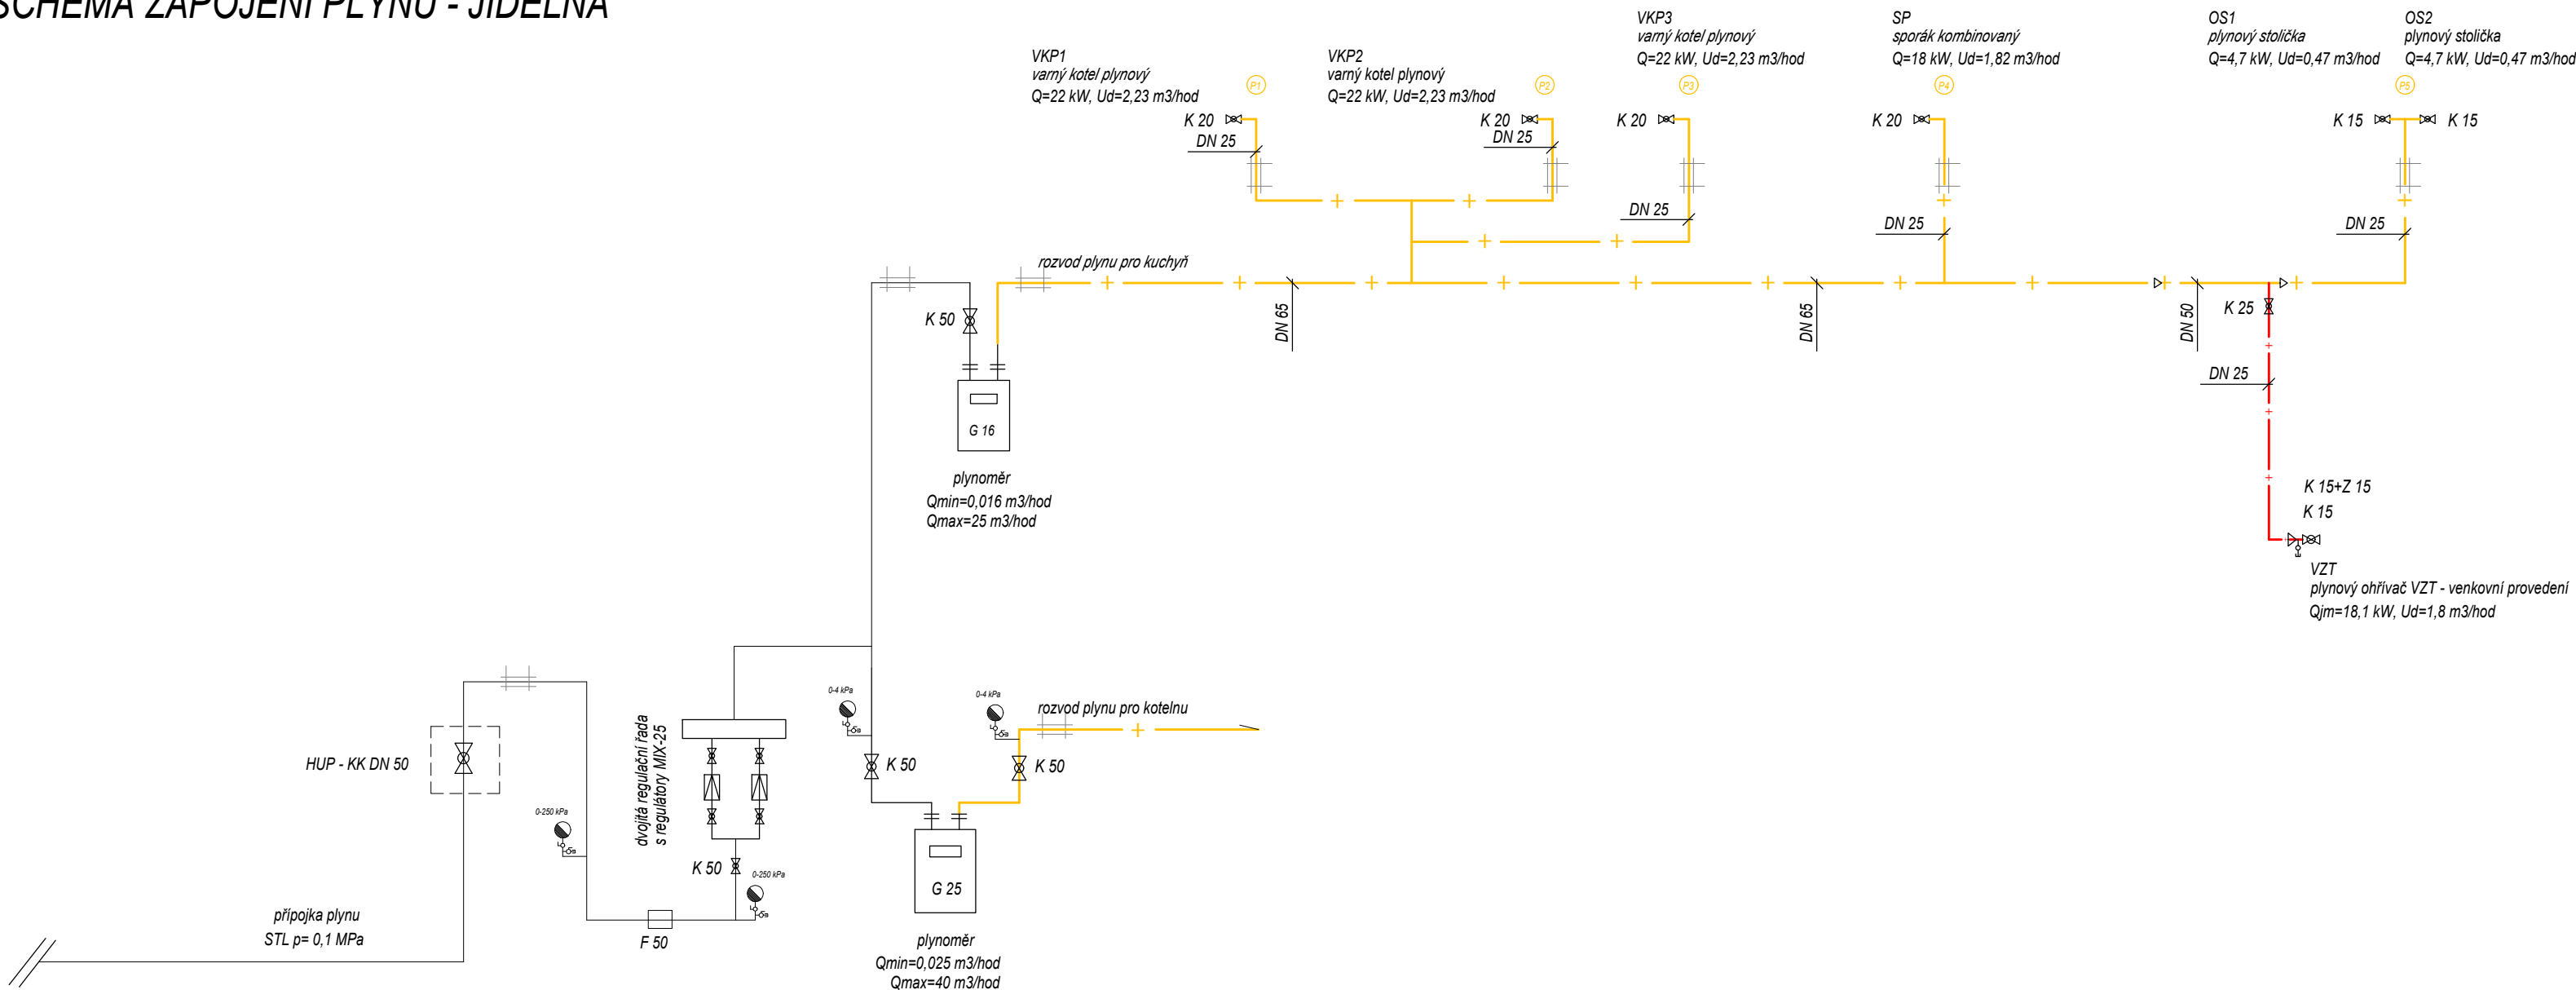 SCHÉMA ZAPOJENÍ PLYNU - JÍDELNA
VKP1
varný kotel plynový
Q=22 kW, Ud=2,23 m3/hod
P1
K 20
DN 25
VKP2
varný kotel plynový
Q=22 kW, Ud=2,23 m3/hod
P2
K 20
DN 25
VKP3
varný kotel plynový
Q=22 kW, Ud=2,23 m3/hod
P3
K 20
DN 25
SP
sporák kombinovaný
Q=18 kW, Ud=1,82 m3/hod
P4
K 20
DN 25
OS1
plynový stolička
Q=4,7 kW, Ud=0,47 m3/hod
OS2
plynový stolička
Q=4,7 kW, Ud=0,47 m3/hod
P5
K 15
K 15
DN 25
rozvod plynu pro kuchyň
DN 65
DN 65
DN 50
K 25
DN 25
K 50
G 16
plynoměr
Qmin=0,016 m3/hod
Qmax=25 m3/hod
K 15+Z 15
K 15
VZT
plynový ohřívač VZT - venkovní provedení
Qjm=18,1 kW, Ud=1,8 m3/hod
0-4 kPa
0-4 kPa
rozvod plynu pro kotelnu
K 50
K 50
dvojitá regulační řada
s regulátory MIX-25
HUP - KK DN 50
0-250 kPa
K 50
0-250 kPa
G 25
přípojka plynu
STL p= 0,1 MPa
F 50
plynoměr
Qmin=0,025 m3/hod
Qmax=40 m3/hod